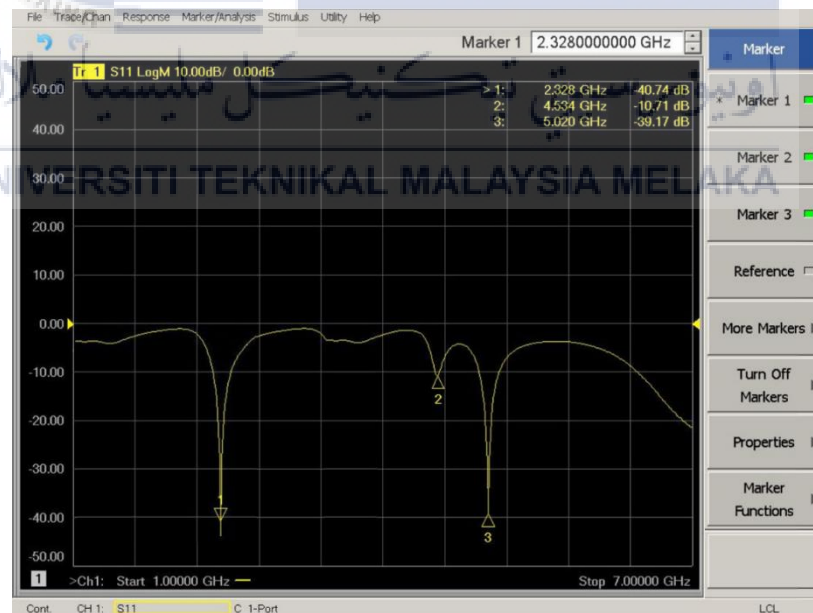 File Trace/Chan Response Marker/Analysis Stimulus Utility Help
Marker 1 2.3280000000 GHz
Marker
Tr 1 S11 LogM 10.00dB/ 0.00dB
> 1: 2.328 GHz -40.74 dB
2: 4.534 GHz -10.71 dB
3: 5.020 GHz -39.17 dB
50.00
40.00
30.00
20.00
10.00
0.00
-10.00
-20.00
-30.00
-40.00
-50.00
اونيۏرسيتي تيكنيكل مليسيا ملاك
UNIVERSITI TEKNIKAL MALAYSIA MELAKA
* Marker 1
Marker 2
Marker 3
Reference
More Markers
Turn Off
Markers
Properties
Marker
Functions
2
3
1 >Ch1: Start 1.00000 GHz
Stop 7.00000 GHz
Cont. CH 1: S11 C 1-Port LCL